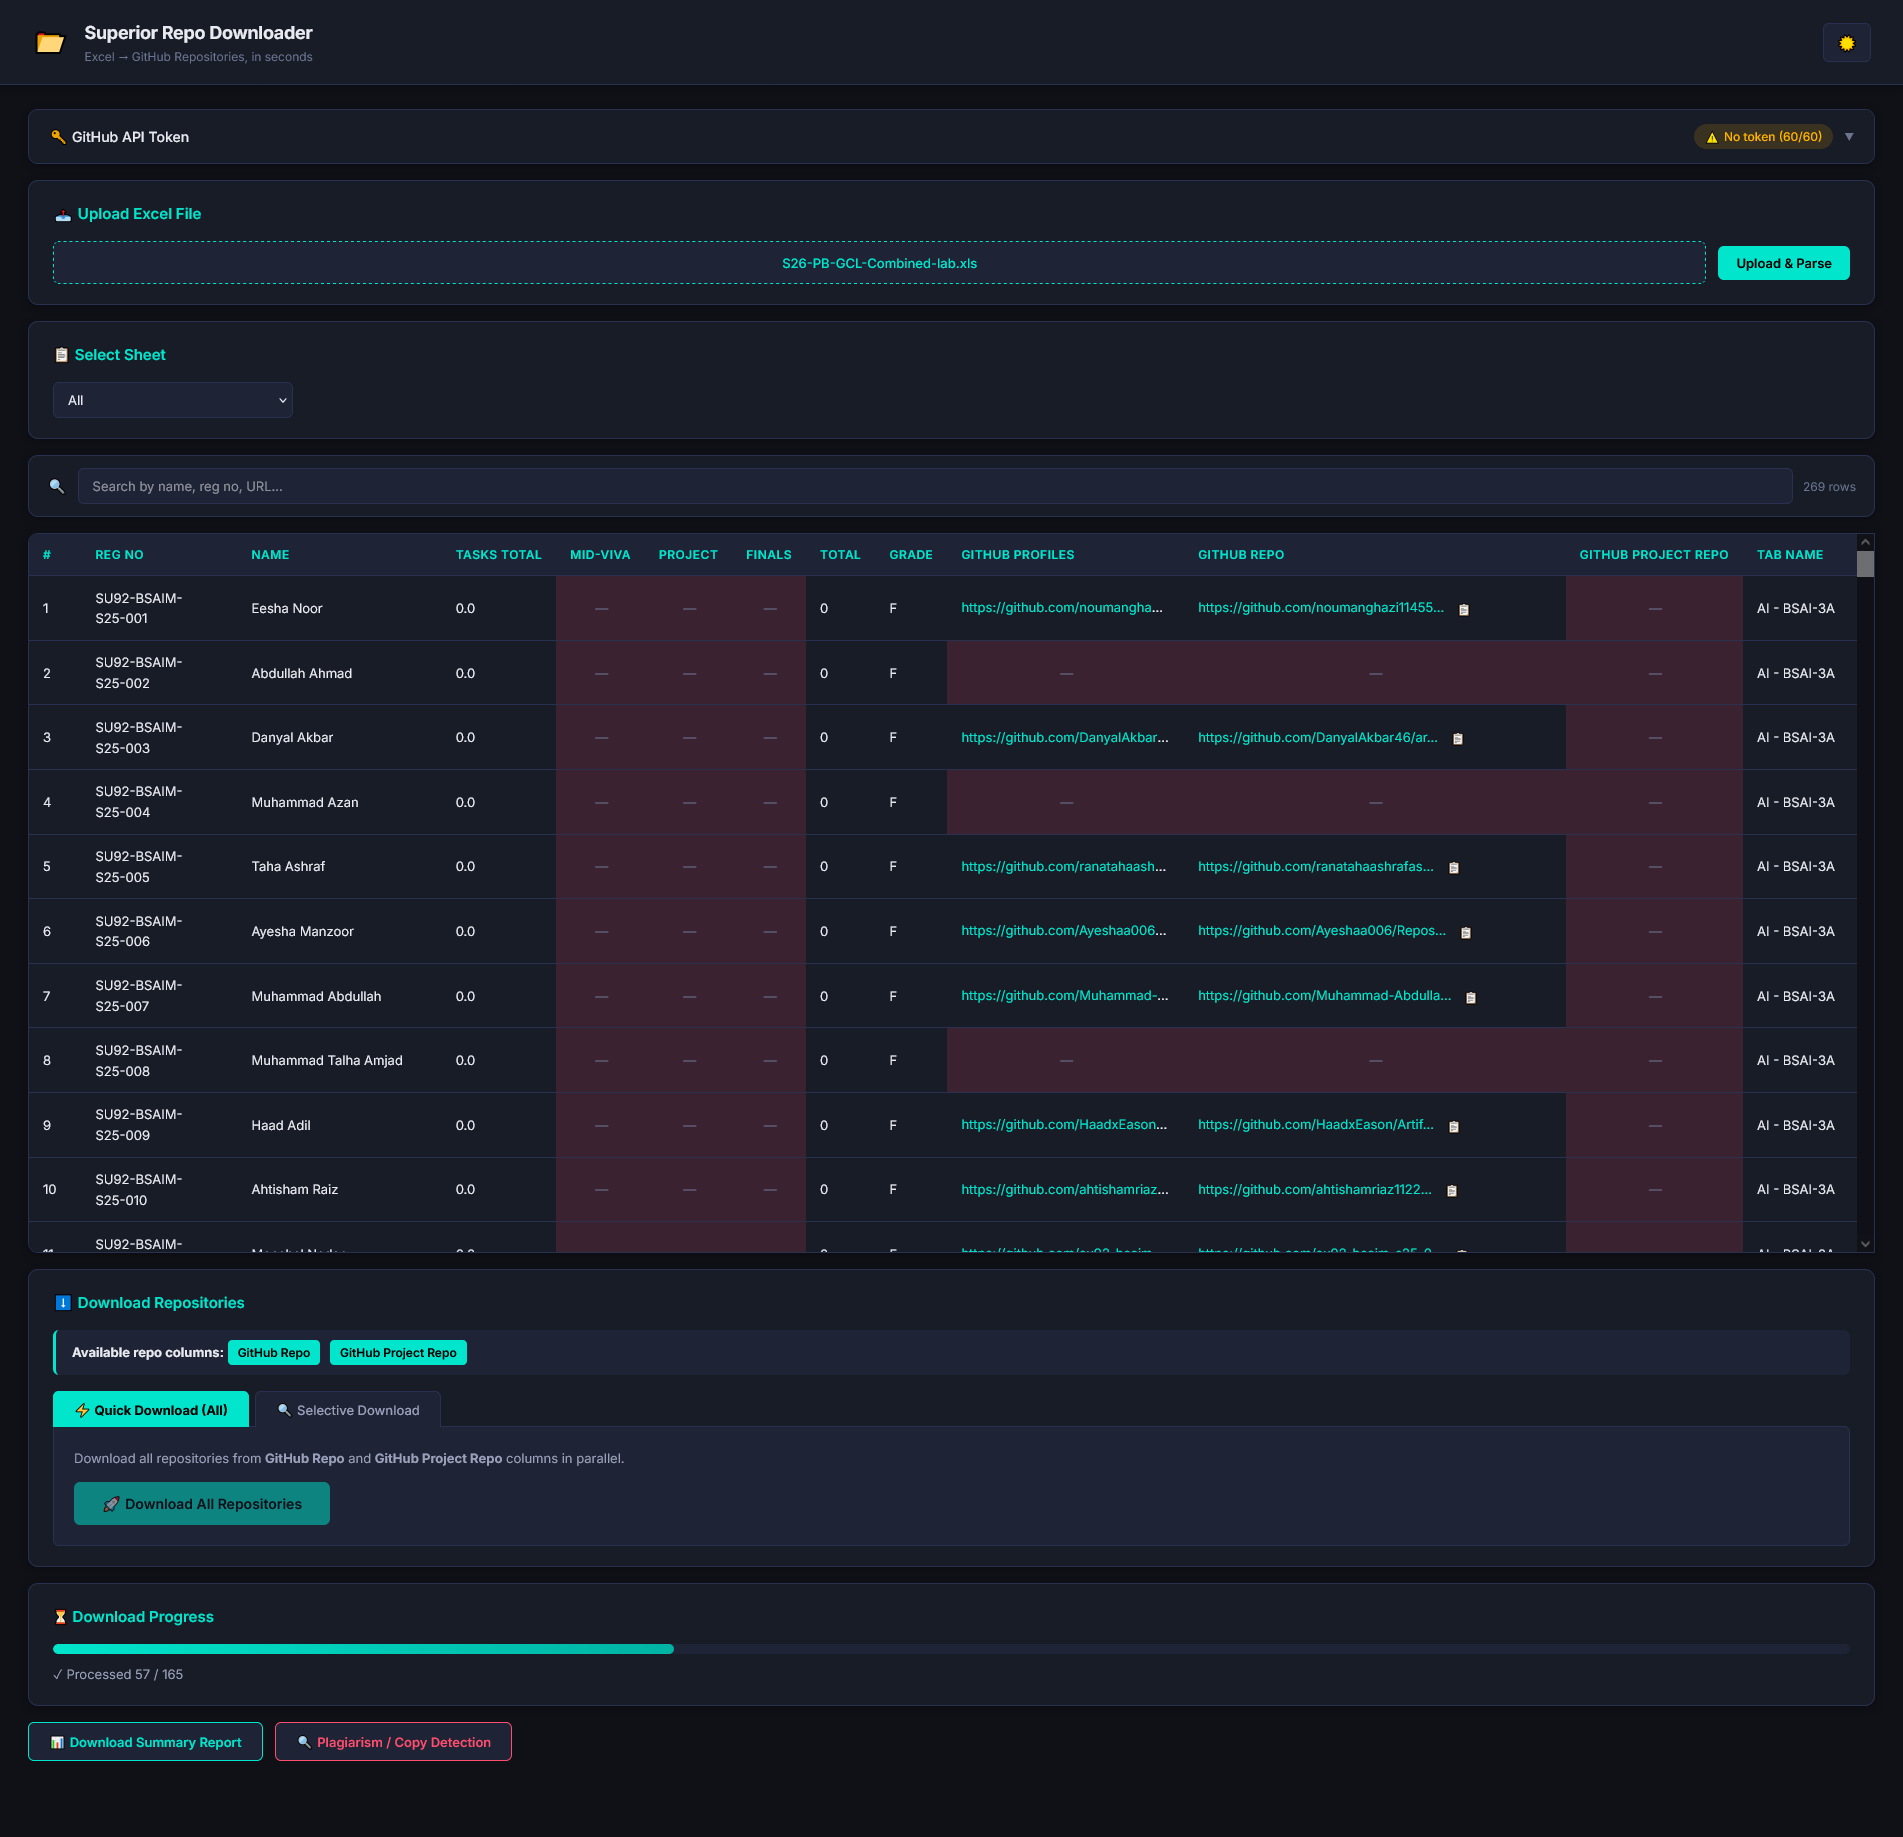 Superior Repo Downloader
Excel → GitHub Repositories, in seconds
GitHub API Token
No token (60/60)
Upload Excel File
S26-PB-GCL-Combined-lab.xls
Upload & Parse
Select Sheet
All
Search by name, reg no, URL...
269 rows
# REG NO NAME TASKS TOTAL MID-VIVA PROJECT FINALS TOTAL GRADE GITHUB PROFILES GITHUB REPO GITHUB PROJECT REPO TAB NAME
1 SU92-BSAIM-S25-001 Eesha Noor 0.0 — — — 0 F https://github.com/noumangha... https://github.com/noumanghazi11455... — AI - BSAI-3A
2 SU92-BSAIM-S25-002 Abdullah Ahmad 0.0 — — — 0 F — — — AI - BSAI-3A
3 SU92-BSAIM-S25-003 Danyal Akbar 0.0 — — — 0 F https://github.com/DanyalAkbar... https://github.com/DanyalAkbar46/ar... — AI - BSAI-3A
4 SU92-BSAIM-S25-004 Muhammad Azan 0.0 — — — 0 F — — — AI - BSAI-3A
5 SU92-BSAIM-S25-005 Taha Ashraf 0.0 — — — 0 F https://github.com/ranatahaash... https://github.com/ranatahaashrafas... — AI - BSAI-3A
6 SU92-BSAIM-S25-006 Ayesha Manzoor 0.0 — — — 0 F https://github.com/Ayeshaa006... https://github.com/Ayeshaa006/Repos... — AI - BSAI-3A
7 SU92-BSAIM-S25-007 Muhammad Abdullah 0.0 — — — 0 F https://github.com/Muhammad-... https://github.com/Muhammad-Abdulla... — AI - BSAI-3A
8 SU92-BSAIM-S25-008 Muhammad Talha Amjad 0.0 — — — 0 F — — — AI - BSAI-3A
9 SU92-BSAIM-S25-009 Haad Adil 0.0 — — — 0 F https://github.com/HaadxEason... https://github.com/HaadxEason/Artif... — AI - BSAI-3A
10 SU92-BSAIM-S25-010 Ahtisham Raiz 0.0 — — — 0 F https://github.com/ahtishamriaz... https://github.com/ahtishamriaz1122... — AI - BSAI-3A
SU92-BSAIM-
Download Repositories
Available repo columns: GitHub Repo GitHub Project Repo
Quick Download (All) Selective Download
Download all repositories from GitHub Repo and GitHub Project Repo columns in parallel.
Download All Repositories
Download Progress
✓ Processed 57 / 165
Download Summary Report Plagiarism / Copy Detection